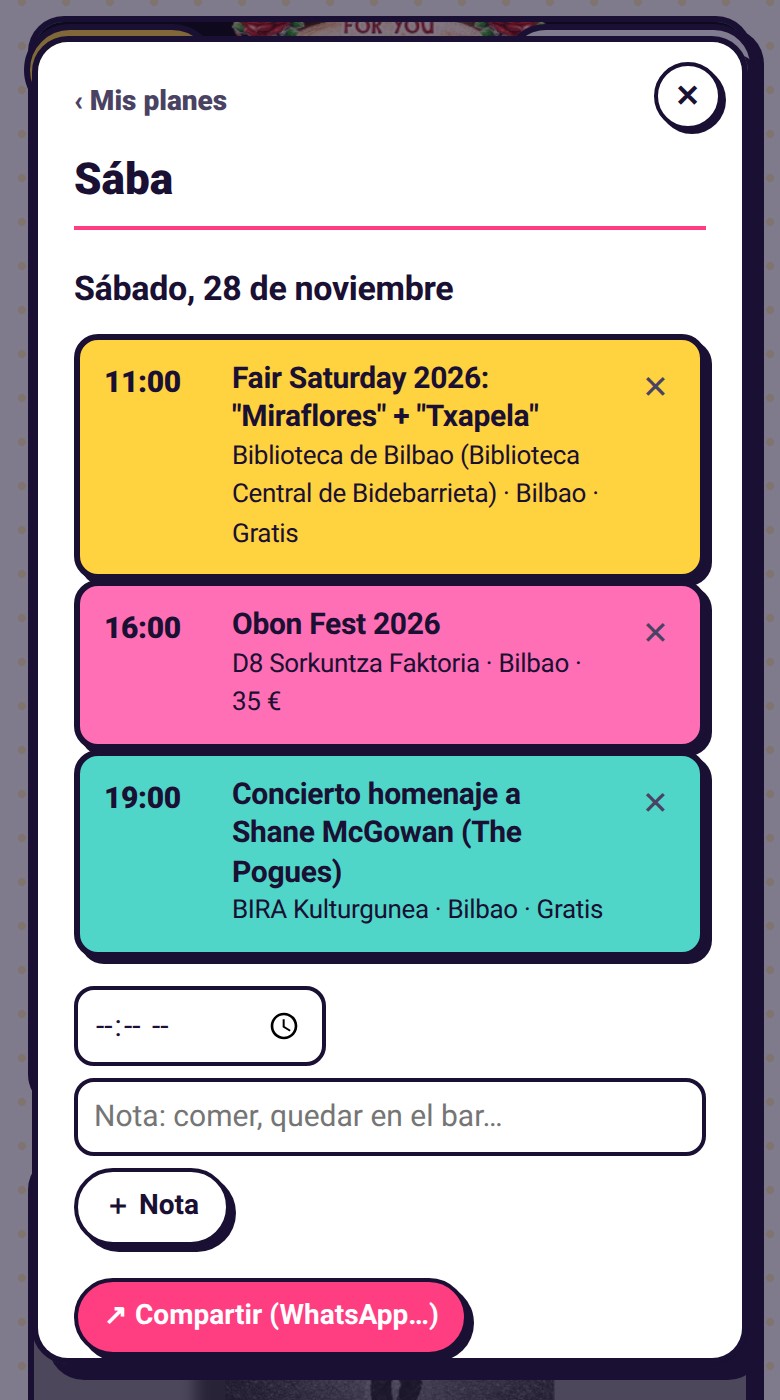 FOR YOU
‹ Mis planes
✕
Sába
Sábado, 28 de noviembre
11:00
Fair Saturday 2026:
"Miraflores" + "Txapela"
Biblioteca de Bilbao (Biblioteca
Central de Bidebarrieta) · Bilbao ·
Gratis
✕
16:00
Obon Fest 2026
D8 Sorkuntza Faktoria · Bilbao ·
35 €
✕
19:00
Concierto homenaje a
Shane McGowan (The
Pogues)
BIRA Kulturgunea · Bilbao · Gratis
✕
--:-- --
Nota: comer, quedar en el bar…
+ Nota
↗ Compartir (WhatsApp…)